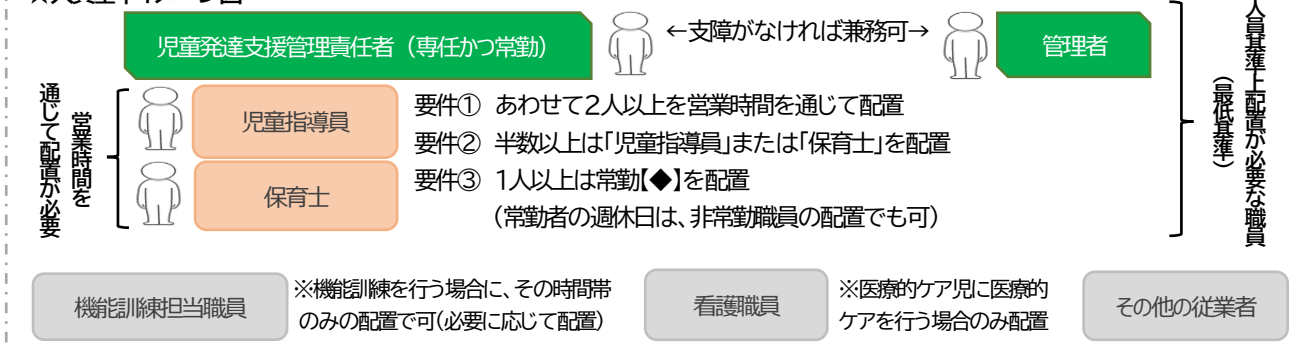 児童発達支援管理責任者（専任かつ常勤）
←支障がなければ兼務可→
管理者
人員基準上配置が必要な職員
（最低基準）
営業時間を
通じて配置が必要
児童指導員
保育士
要件① あわせて２人以上を営業時間を通じて配置
要件② 半数以上は｢児童指導員｣または｢保育士｣を配置
要件③ １人以上は常勤【◆】を配置
（常勤者の週休日は、非常勤職員の配置でも可）
機能訓練担当職員
※機能訓練を行う場合に、その時間帯
のみの配置で可(必要に応じて配置)
看護職員
※医療的ケア児に医療的
ケアを行う場合のみ配置
その他の従業者